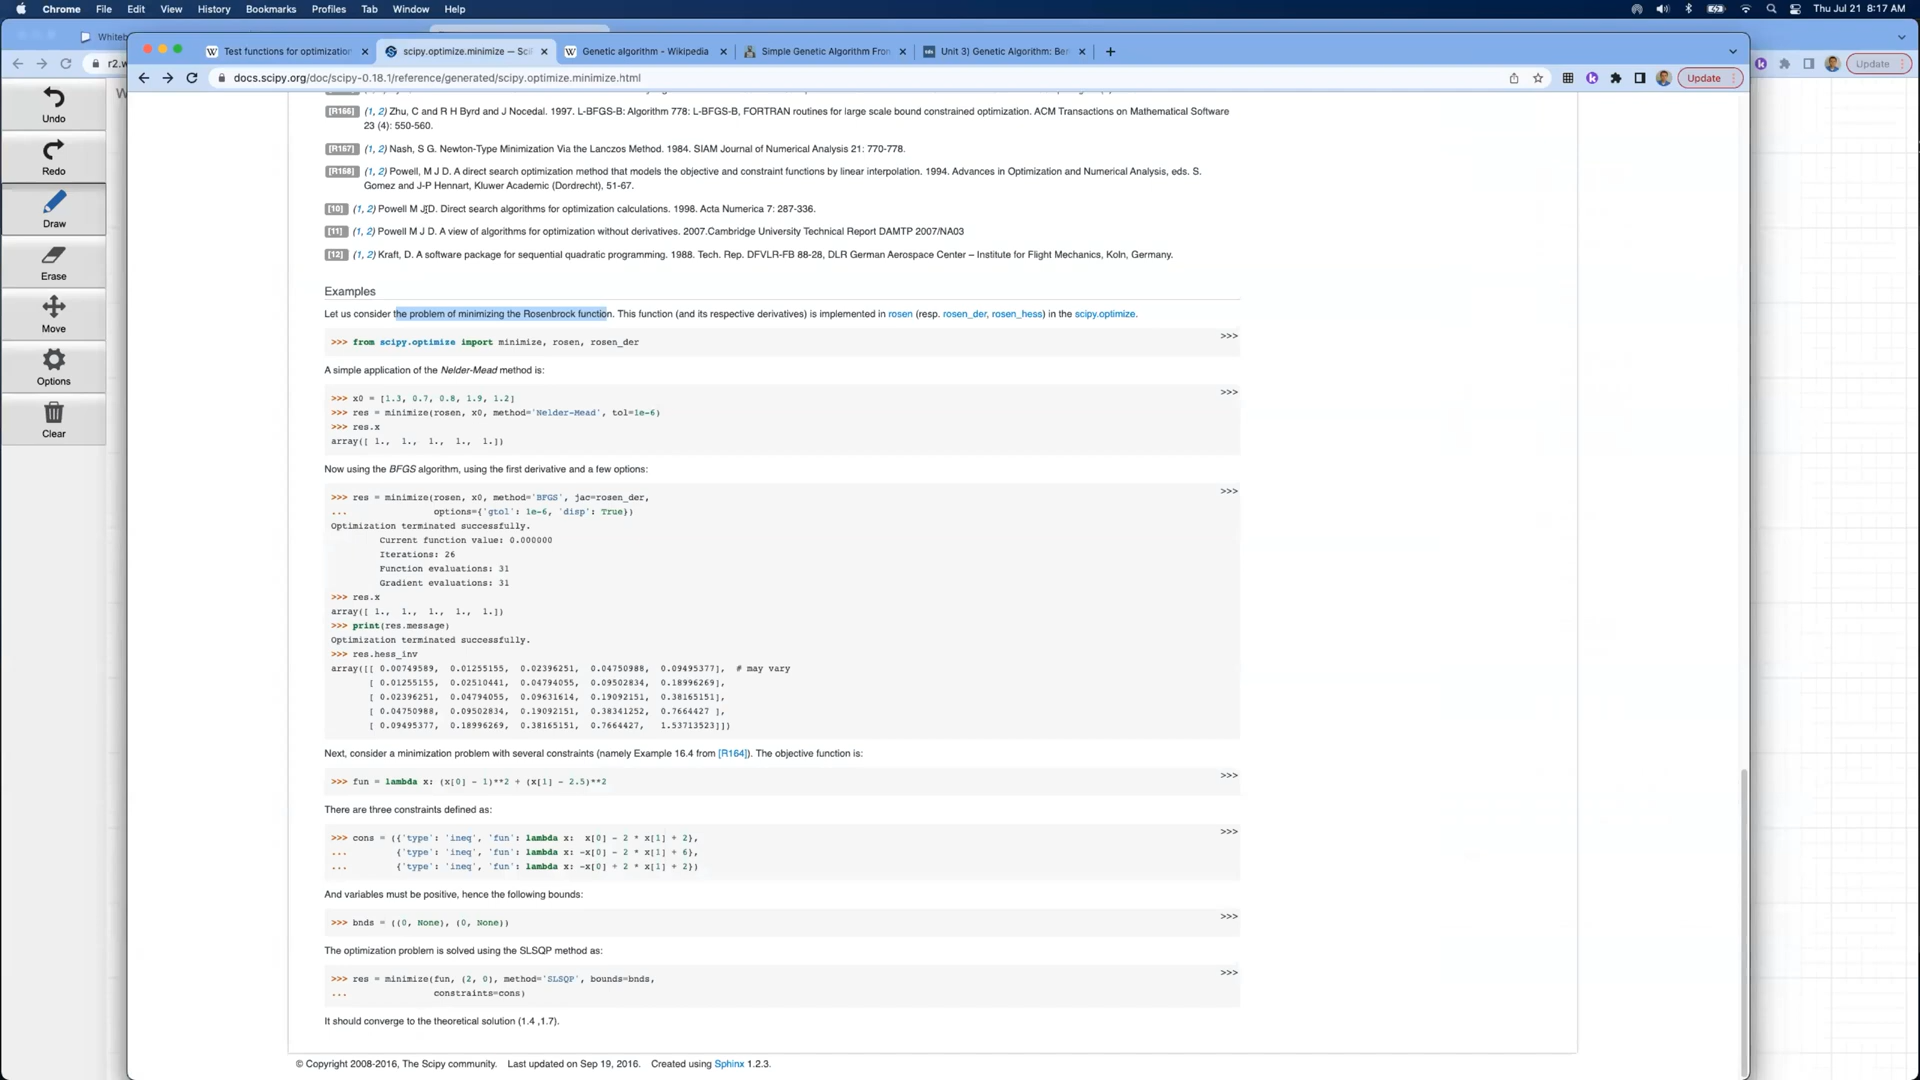 Chrome File Edit View History Bookmarks Profiles Tab Window Help
Thu Jul 21 8:17 AM
Test functions for optimization
scipy.optimize.minimize — Sci
Genetic algorithm - Wikipedia
Simple Genetic Algorithm Fron
Unit 3) Genetic Algorithm: Ber
docs.scipy.org/doc/scipy-0.18.1/reference/generated/scipy.optimize.minimize.html
Update
Update
Undo
Redo
Draw
Erase
Move
Options
Clear
[R166] (1, 2) Zhu, C and R H Byrd and J Nocedal. 1997. L-BFGS-B: Algorithm 778: L-BFGS-B, FORTRAN routines for large scale bound constrained optimization. ACM Transactions on Mathematical Software
23 (4): 550-560.
[R167] (1, 2) Nash, S G. Newton-Type Minimization Via the Lanczos Method. 1984. SIAM Journal of Numerical Analysis 21: 770-778.
[R168] (1, 2) Powell, M J D. A direct search optimization method that models the objective and constraint functions by linear interpolation. 1994. Advances in Optimization and Numerical Analysis, eds. S.
Gomez and J-P Hennart, Kluwer Academic (Dordrecht), 51-67.
[10] (1, 2) Powell M J D. Direct search algorithms for optimization calculations. 1998. Acta Numerica 7: 287-336.
[11] (1, 2) Powell M J D. A view of algorithms for optimization without derivatives. 2007.Cambridge University Technical Report DAMTP 2007/NA03
[12] (1, 2) Kraft, D. A software package for sequential quadratic programming. 1988. Tech. Rep. DFVLR-FB 88-28, DLR German Aerospace Center – Institute for Flight Mechanics, Koln, Germany.
Examples
Let us consider the problem of minimizing the Rosenbrock function. This function (and its respective derivatives) is implemented in rosen (resp. rosen_der, rosen_hess) in the scipy.optimize.
>>> from scipy.optimize import minimize, rosen, rosen_der
>>>
A simple application of the Nelder-Mead method is:
>>> x0 = [1.3, 0.7, 0.8, 1.9, 1.2]
>>>
>>> res = minimize(rosen, x0, method='Nelder-Mead', tol=1e-6)
>>> res.x
array([ 1., 1., 1., 1., 1.])
Now using the BFGS algorithm, using the first derivative and a few options:
>>> res = minimize(rosen, x0, method='BFGS', jac=rosen_der,
>>>
... options={'gtol': 1e-6, 'disp': True})
Optimization terminated successfully.
Current function value: 0.000000
Iterations: 26
Function evaluations: 31
Gradient evaluations: 31
>>> res.x
array([ 1., 1., 1., 1., 1.])
>>> print(res.message)
Optimization terminated successfully.
>>> res.hess_inv
array([[ 0.00749589, 0.01255155, 0.02396251, 0.04750988, 0.09495377], # may vary
[ 0.01255155, 0.02510441, 0.04794055, 0.09502834, 0.18996269],
[ 0.02396251, 0.04794055, 0.09631614, 0.19092151, 0.38165151],
[ 0.04750988, 0.09502834, 0.19092151, 0.38341252, 0.7664427 ],
[ 0.09495377, 0.18996269, 0.38165151, 0.7664427, 1.53713523]])
Next, consider a minimization problem with several constraints (namely Example 16.4 from [R164]). The objective function is:
>>> fun = lambda x: (x[0] - 1)**2 + (x[1] - 2.5)**2
>>>
There are three constraints defined as:
>>> cons = ({'type': 'ineq', 'fun': lambda x: x[0] - 2 * x[1] + 2},
>>>
... {'type': 'ineq', 'fun': lambda x: -x[0] - 2 * x[1] + 6},
... {'type': 'ineq', 'fun': lambda x: -x[0] + 2 * x[1] + 2})
And variables must be positive, hence the following bounds:
>>> bnds = ((0, None), (0, None))
>>>
The optimization problem is solved using the SLSQP method as:
>>> res = minimize(fun, (2, 0), method='SLSQP', bounds=bnds,
>>>
... constraints=cons)
It should converge to the theoretical solution (1.4 ,1.7).
© Copyright 2008-2016, The Scipy community. Last updated on Sep 19, 2016. Created using Sphinx 1.2.3.